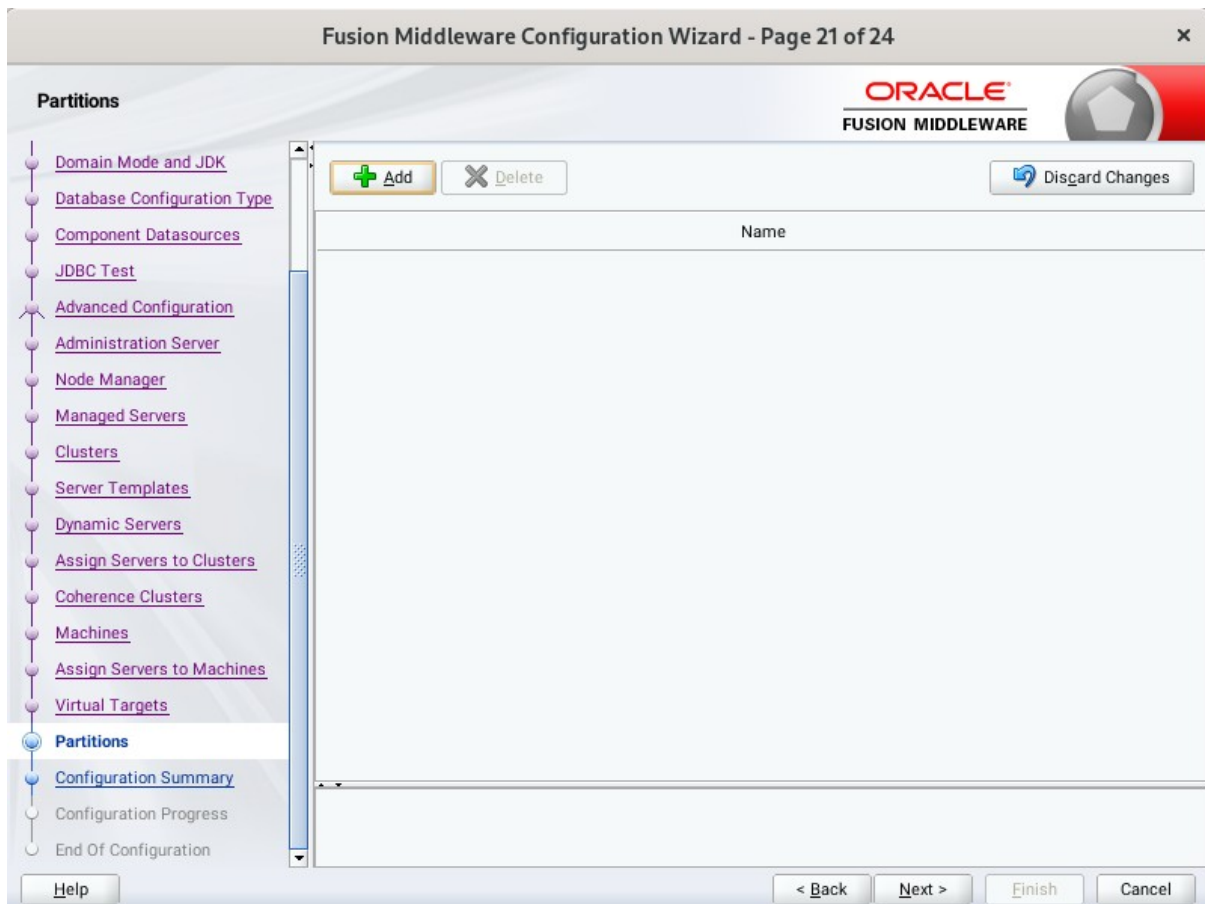 Fusion Middleware Configuration Wizard - Page 21 of 24
×
Partitions
ORACLE
FUSION MIDDLEWARE
Domain Mode and JDK
Database Configuration Type
Component Datasources
JDBC Test
Advanced Configuration
Administration Server
Node Manager
Managed Servers
Clusters
Server Templates
Dynamic Servers
Assign Servers to Clusters
Coherence Clusters
Machines
Assign Servers to Machines
Virtual Targets
Partitions
Configuration Summary
Configuration Progress
End Of Configuration
Add Delete Discard Changes
Name
Help < Back Next > Finish Cancel